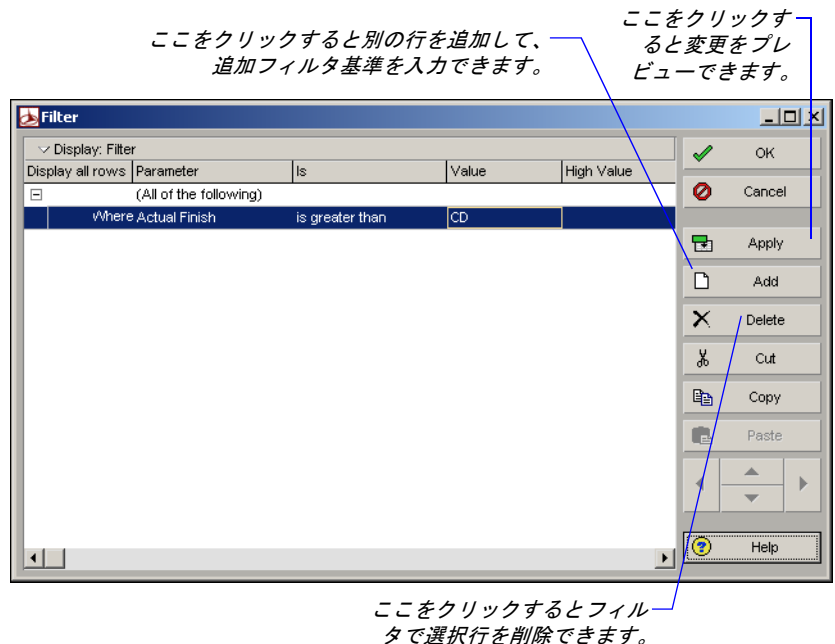 ここをクリックすると別の行を追加して、
追加フィルタ基準を入力できます。
ここをクリックす
ると変更をプレ
ビューできます。
Filter
Display: Filter
Display all rows Parameter Is Value High Value
(All of the following)
Where Actual Finish is greater than CD
OK
Cancel
Apply
Add
Delete
Cut
Copy
Paste
Help
ここをクリックするとフィル
タで選択行を削除できます。